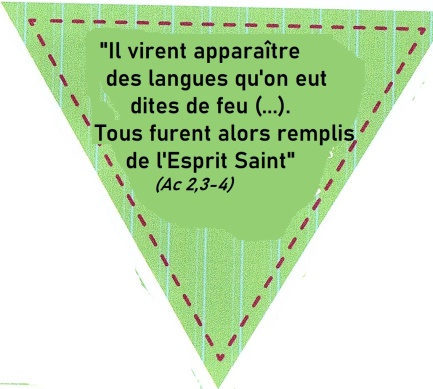 "Il virent apparaître
des langues qu'on eut
dites de feu (...).
Tous furent alors remplis
de l'Esprit Saint"
(Ac 2,3-4)